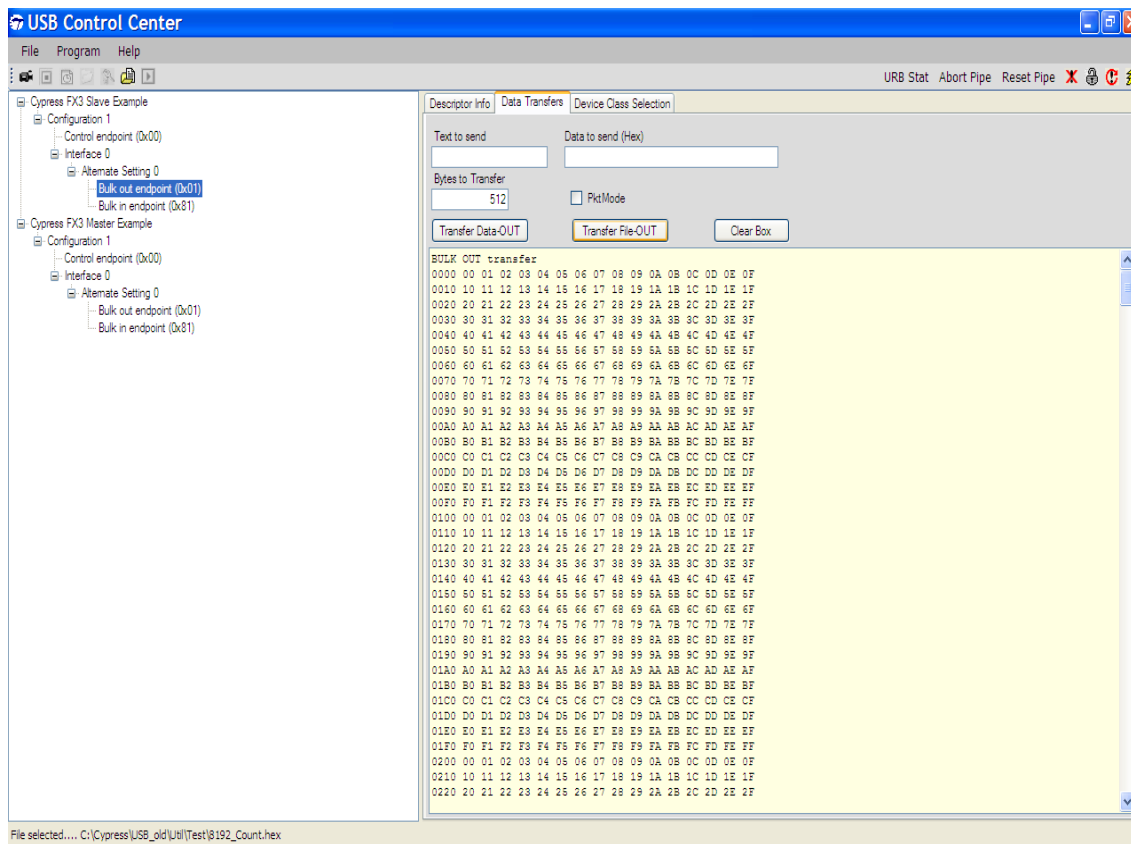 USB Control Center
File Program Help
URB Stat Abort Pipe Reset Pipe
Cypress FX3 Slave Example
Configuration 1
Control endpoint (0x00)
Interface 0
Alternate Setting 0
Bulk out endpoint (0x01)
Bulk in endpoint (0x81)
Cypress FX3 Master Example
Configuration 1
Control endpoint (0x00)
Interface 0
Alternate Setting 0
Bulk out endpoint (0x01)
Bulk in endpoint (0x81)
Descriptor Info Data Transfers Device Class Selection
Text to send Data to send (Hex)
Bytes to Transfer
512 PktMode
Transfer Data-OUT Transfer File-OUT Clear Box
BULK OUT transfer
0000 00 01 02 03 04 05 06 07 08 09 0A 0B 0C 0D 0E 0F
0010 10 11 12 13 14 15 16 17 18 19 1A 1B 1C 1D 1E 1F
0020 20 21 22 23 24 25 26 27 28 29 2A 2B 2C 2D 2E 2F
0030 30 31 32 33 34 35 36 37 38 39 3A 3B 3C 3D 3E 3F
0040 40 41 42 43 44 45 46 47 48 49 4A 4B 4C 4D 4E 4F
0050 50 51 52 53 54 55 56 57 58 59 5A 5B 5C 5D 5E 5F
0060 60 61 62 63 64 65 66 67 68 69 6A 6B 6C 6D 6E 6F
0070 70 71 72 73 74 75 76 77 78 79 7A 7B 7C 7D 7E 7F
0080 80 81 82 83 84 85 86 87 88 89 8A 8B 8C 8D 8E 8F
0090 90 91 92 93 94 95 96 97 98 99 9A 9B 9C 9D 9E 9F
00A0 A0 A1 A2 A3 A4 A5 A6 A7 A8 A9 AA AB AC AD AE AF
00B0 B0 B1 B2 B3 B4 B5 B6 B7 B8 B9 BA BB BC BD BE BF
00C0 C0 C1 C2 C3 C4 C5 C6 C7 C8 C9 CA CB CC CD CE CF
00D0 D0 D1 D2 D3 D4 D5 D6 D7 D8 D9 DA DB DC DD DE DF
00E0 E0 E1 E2 E3 E4 E5 E6 E7 E8 E9 EA EB EC ED EE EF
00F0 F0 F1 F2 F3 F4 F5 F6 F7 F8 F9 FA FB FC FD FE FF
0100 00 01 02 03 04 05 06 07 08 09 0A 0B 0C 0D 0E 0F
0110 10 11 12 13 14 15 16 17 18 19 1A 1B 1C 1D 1E 1F
0120 20 21 22 23 24 25 26 27 28 29 2A 2B 2C 2D 2E 2F
0130 30 31 32 33 34 35 36 37 38 39 3A 3B 3C 3D 3E 3F
0140 40 41 42 43 44 45 46 47 48 49 4A 4B 4C 4D 4E 4F
0150 50 51 52 53 54 55 56 57 58 59 5A 5B 5C 5D 5E 5F
0160 60 61 62 63 64 65 66 67 68 69 6A 6B 6C 6D 6E 6F
0170 70 71 72 73 74 75 76 77 78 79 7A 7B 7C 7D 7E 7F
0180 80 81 82 83 84 85 86 87 88 89 8A 8B 8C 8D 8E 8F
0190 90 91 92 93 94 95 96 97 98 99 9A 9B 9C 9D 9E 9F
01A0 A0 A1 A2 A3 A4 A5 A6 A7 A8 A9 AA AB AC AD AE AF
01B0 B0 B1 B2 B3 B4 B5 B6 B7 B8 B9 BA BB BC BD BE BF
01C0 C0 C1 C2 C3 C4 C5 C6 C7 C8 C9 CA CB CC CD CE CF
01D0 D0 D1 D2 D3 D4 D5 D6 D7 D8 D9 DA DB DC DD DE DF
01E0 E0 E1 E2 E3 E4 E5 E6 E7 E8 E9 EA EB EC ED EE EF
01F0 F0 F1 F2 F3 F4 F5 F6 F7 F8 F9 FA FB FC FD FE FF
0200 00 01 02 03 04 05 06 07 08 09 0A 0B 0C 0D 0E 0F
0210 10 11 12 13 14 15 16 17 18 19 1A 1B 1C 1D 1E 1F
0220 20 21 22 23 24 25 26 27 28 29 2A 2B 2C 2D 2E 2F
File selected.... C:\Cypress\USB_old\Util\Test\8192_Count.hex